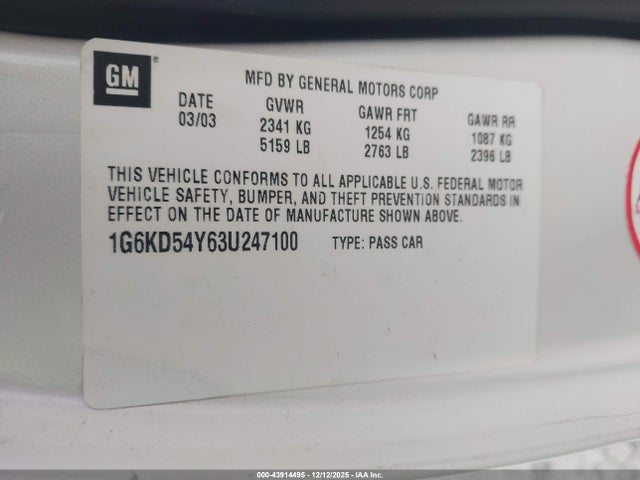 GM ®
MFD BY GENERAL MOTORS CORP
DATE GVWR GAWR FRT GAWR RR
03/03 2341 KG 1254 KG 1087 KG
5159 LB 2763 LB 2396 LB
THIS VEHICLE CONFORMS TO ALL APPLICABLE U.S. FEDERAL MOTOR
VEHICLE SAFETY, BUMPER, AND THEFT PREVENTION STANDARDS IN
EFFECT ON THE DATE OF MANUFACTURE SHOWN ABOVE.
1G6KD54Y63U247100 TYPE: PASS CAR
000-43914495 - 12/12/2025 - IAA Inc.